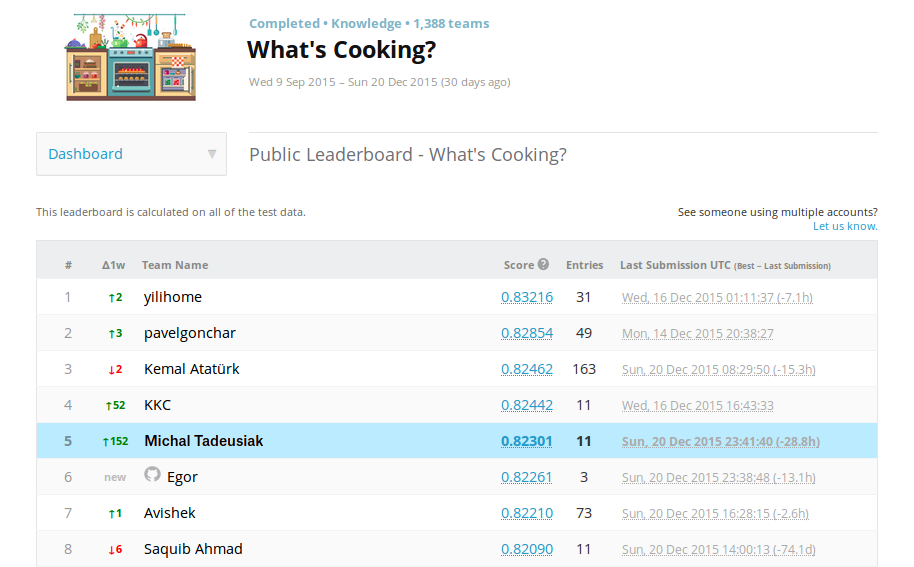 Completed • Knowledge • 1,388 teams
What's Cooking?
Wed 9 Sep 2015 – Sun 20 Dec 2015 (30 days ago)
Dashboard ▼
Public Leaderboard - What's Cooking?
This leaderboard is calculated on all of the test data.
See someone using multiple accounts?
Let us know.
# Δ1w Team Name Score ? Entries Last Submission UTC (Best – Last Submission)
1 ↑2 yilihome 0.83216 31 Wed, 16 Dec 2015 01:11:37 (-7.1h)
2 ↑3 pavelgonchar 0.82854 49 Mon, 14 Dec 2015 20:38:27
3 ↓2 Kemal Atatürk 0.82462 163 Sun, 20 Dec 2015 08:29:50 (-15.3h)
4 ↑52 KKC 0.82442 11 Wed, 16 Dec 2015 16:43:33
5 ↑152 Michal Tadeusiak 0.82301 11 Sun, 20 Dec 2015 23:41:40 (-28.8h)
6 new Egor 0.82261 3 Sun, 20 Dec 2015 23:38:48 (-13.1h)
7 ↑1 Avishek 0.82210 73 Sun, 20 Dec 2015 16:28:15 (-2.6h)
8 ↓6 Saquib Ahmad 0.82090 11 Sun, 20 Dec 2015 14:00:13 (-74.1d)